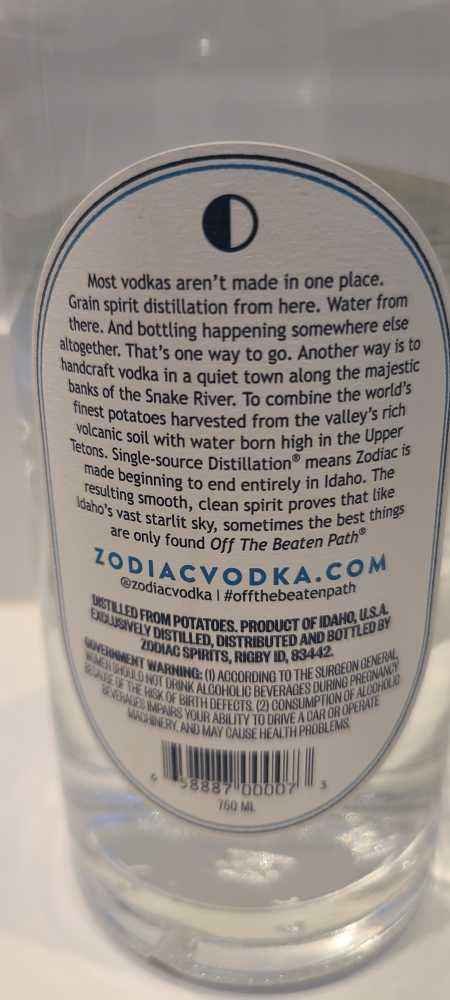 Most vodkas aren't made in one place.
Grain spirit distillation from here. Water from
there. And bottling happening somewhere else
altogether. That's one way to go. Another way is to
handcraft vodka in a quiet town along the majestic
banks of the Snake River. To combine the world's
finest potatoes harvested from the valley's rich
volcanic soil with water born high in the Upper
Tetons. Single-source Distillation® means Zodiac is
made beginning to end entirely in Idaho. The
resulting smooth, clean spirit proves that like
Idaho's vast starlit sky, sometimes the best things
are only found Off The Beaten Path®
ZODIACVODKA.COM
@zodiacvodka | #offthebeatenpath
DISTILLED FROM POTATOES. PRODUCT OF IDAHO, U.S.A.
EXCLUSIVELY DISTILLED, DISTRIBUTED AND BOTTLED BY
ZODIAC SPIRITS, RIGBY ID, 83442.
GOVERNMENT WARNING: (1) ACCORDING TO THE SURGEON GENERAL,
WOMEN SHOULD NOT DRINK ALCOHOLIC BEVERAGES DURING PREGNANCY
BECAUSE OF THE RISK OF BIRTH DEFECTS. (2) CONSUMPTION OF ALCOHOLIC
BEVERAGES IMPAIRS YOUR ABILITY TO DRIVE A CAR OR OPERATE
MACHINERY, AND MAY CAUSE HEALTH PROBLEMS.
6 58887 00007 3
750 ML